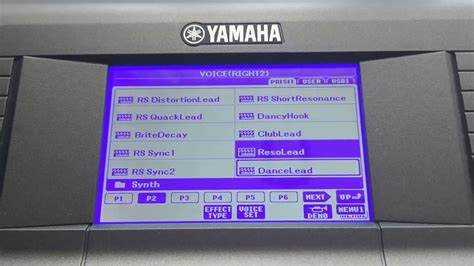 YAMAHA
VOICE(RIGHT2)
PRESET USER USB1
RS DistortionLead RS ShortResonance
RS QuackLead DancyHook
BriteDecay ClubLead
RS Sync1 ResoLead
RS Sync2 DanceLead
Synth
P1 P2 P3 P4 P5 P6 NEXT UP
EFFECT TYPE VOICE SET DEMO MENU1